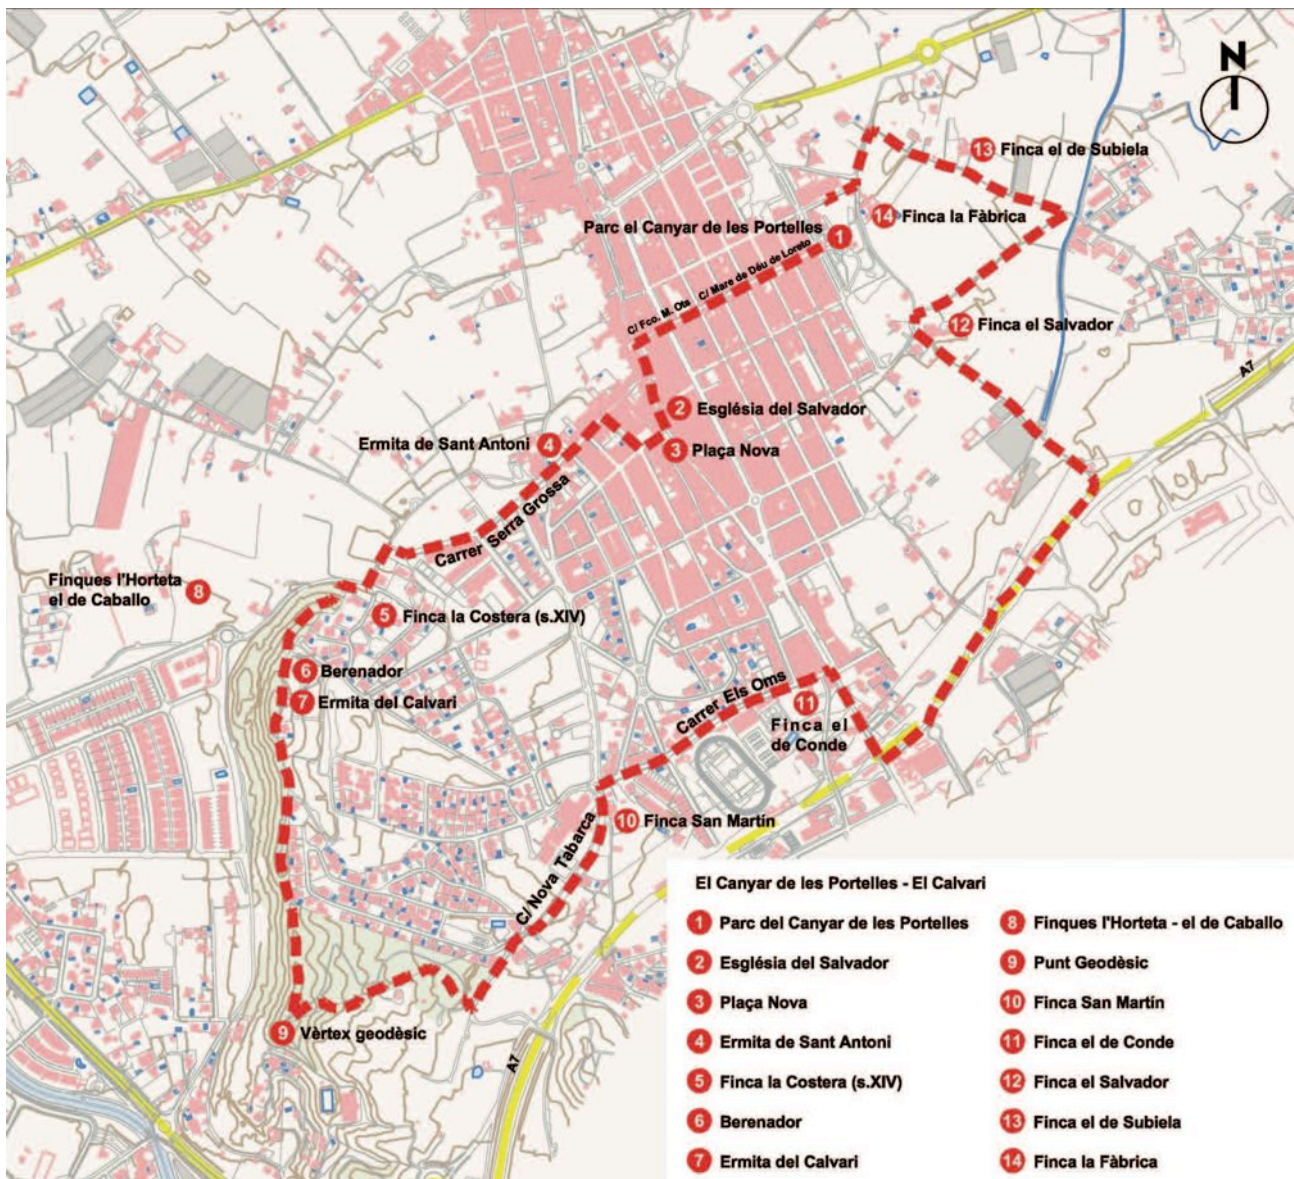 N
13 Finca el de Subiela
14 Finca la Fàbrica
Parc el Canyar de les Portelles 1
C/ Fco. M. Ots C/ Mare de Déu de Loreto
12 Finca el Salvador
A7
2 Església del Salvador
Ermita de Sant Antoni 4
3 Plaça Nova
Carrer Serra Grossa
Finques l'Horteta
el de Caballo
8
5 Finca la Costera (s.XIV)
6 Berenador
7 Ermita del Calvari
Carrer Els Oms
11
Finca el
de Conde
10 Finca San Martín
C/ Nova Tabarca
9 Vèrtex geodèsic
A7
El Canyar de les Portelles - El Calvari
1 Parc del Canyar de les Portelles
2 Església del Salvador
3 Plaça Nova
4 Ermita de Sant Antoni
5 Finca la Costera (s.XIV)
6 Berenador
7 Ermita del Calvari
8 Finques l'Horteta - el de Caballo
9 Punt Geodèsic
10 Finca San Martín
11 Finca el de Conde
12 Finca el Salvador
13 Finca el de Subiela
14 Finca la Fàbrica